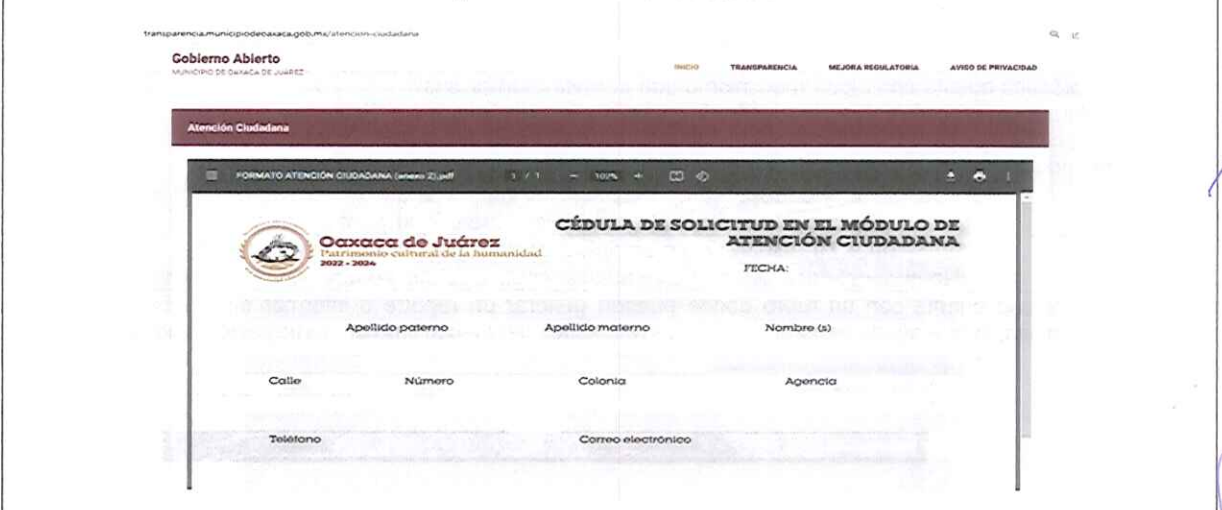 transparencia.municipiodeoaxaca.gob.mx/atencion-ciudadana
Gobierno Abierto
MUNICIPIO DE OAXACA DE JUÁREZ
INICIO TRANSPARENCIA MEJORA REGULATORIA AVISO DE PRIVACIDAD
Atención Ciudadana
FORMATO ATENCIÓN CIUDADANA (anexo 2).pdf 1 / 1 100%
CÉDULA DE SOLICITUD EN EL MÓDULO DE
ATENCIÓN CIUDADANA
Oaxaca de Juárez
Patrimonio cultural de la humanidad
2022 - 2024
FECHA:
Apellido paterno Apellido materno Nombre (s)
Calle Número Colonia Agencia
Teléfono Correo electrónico